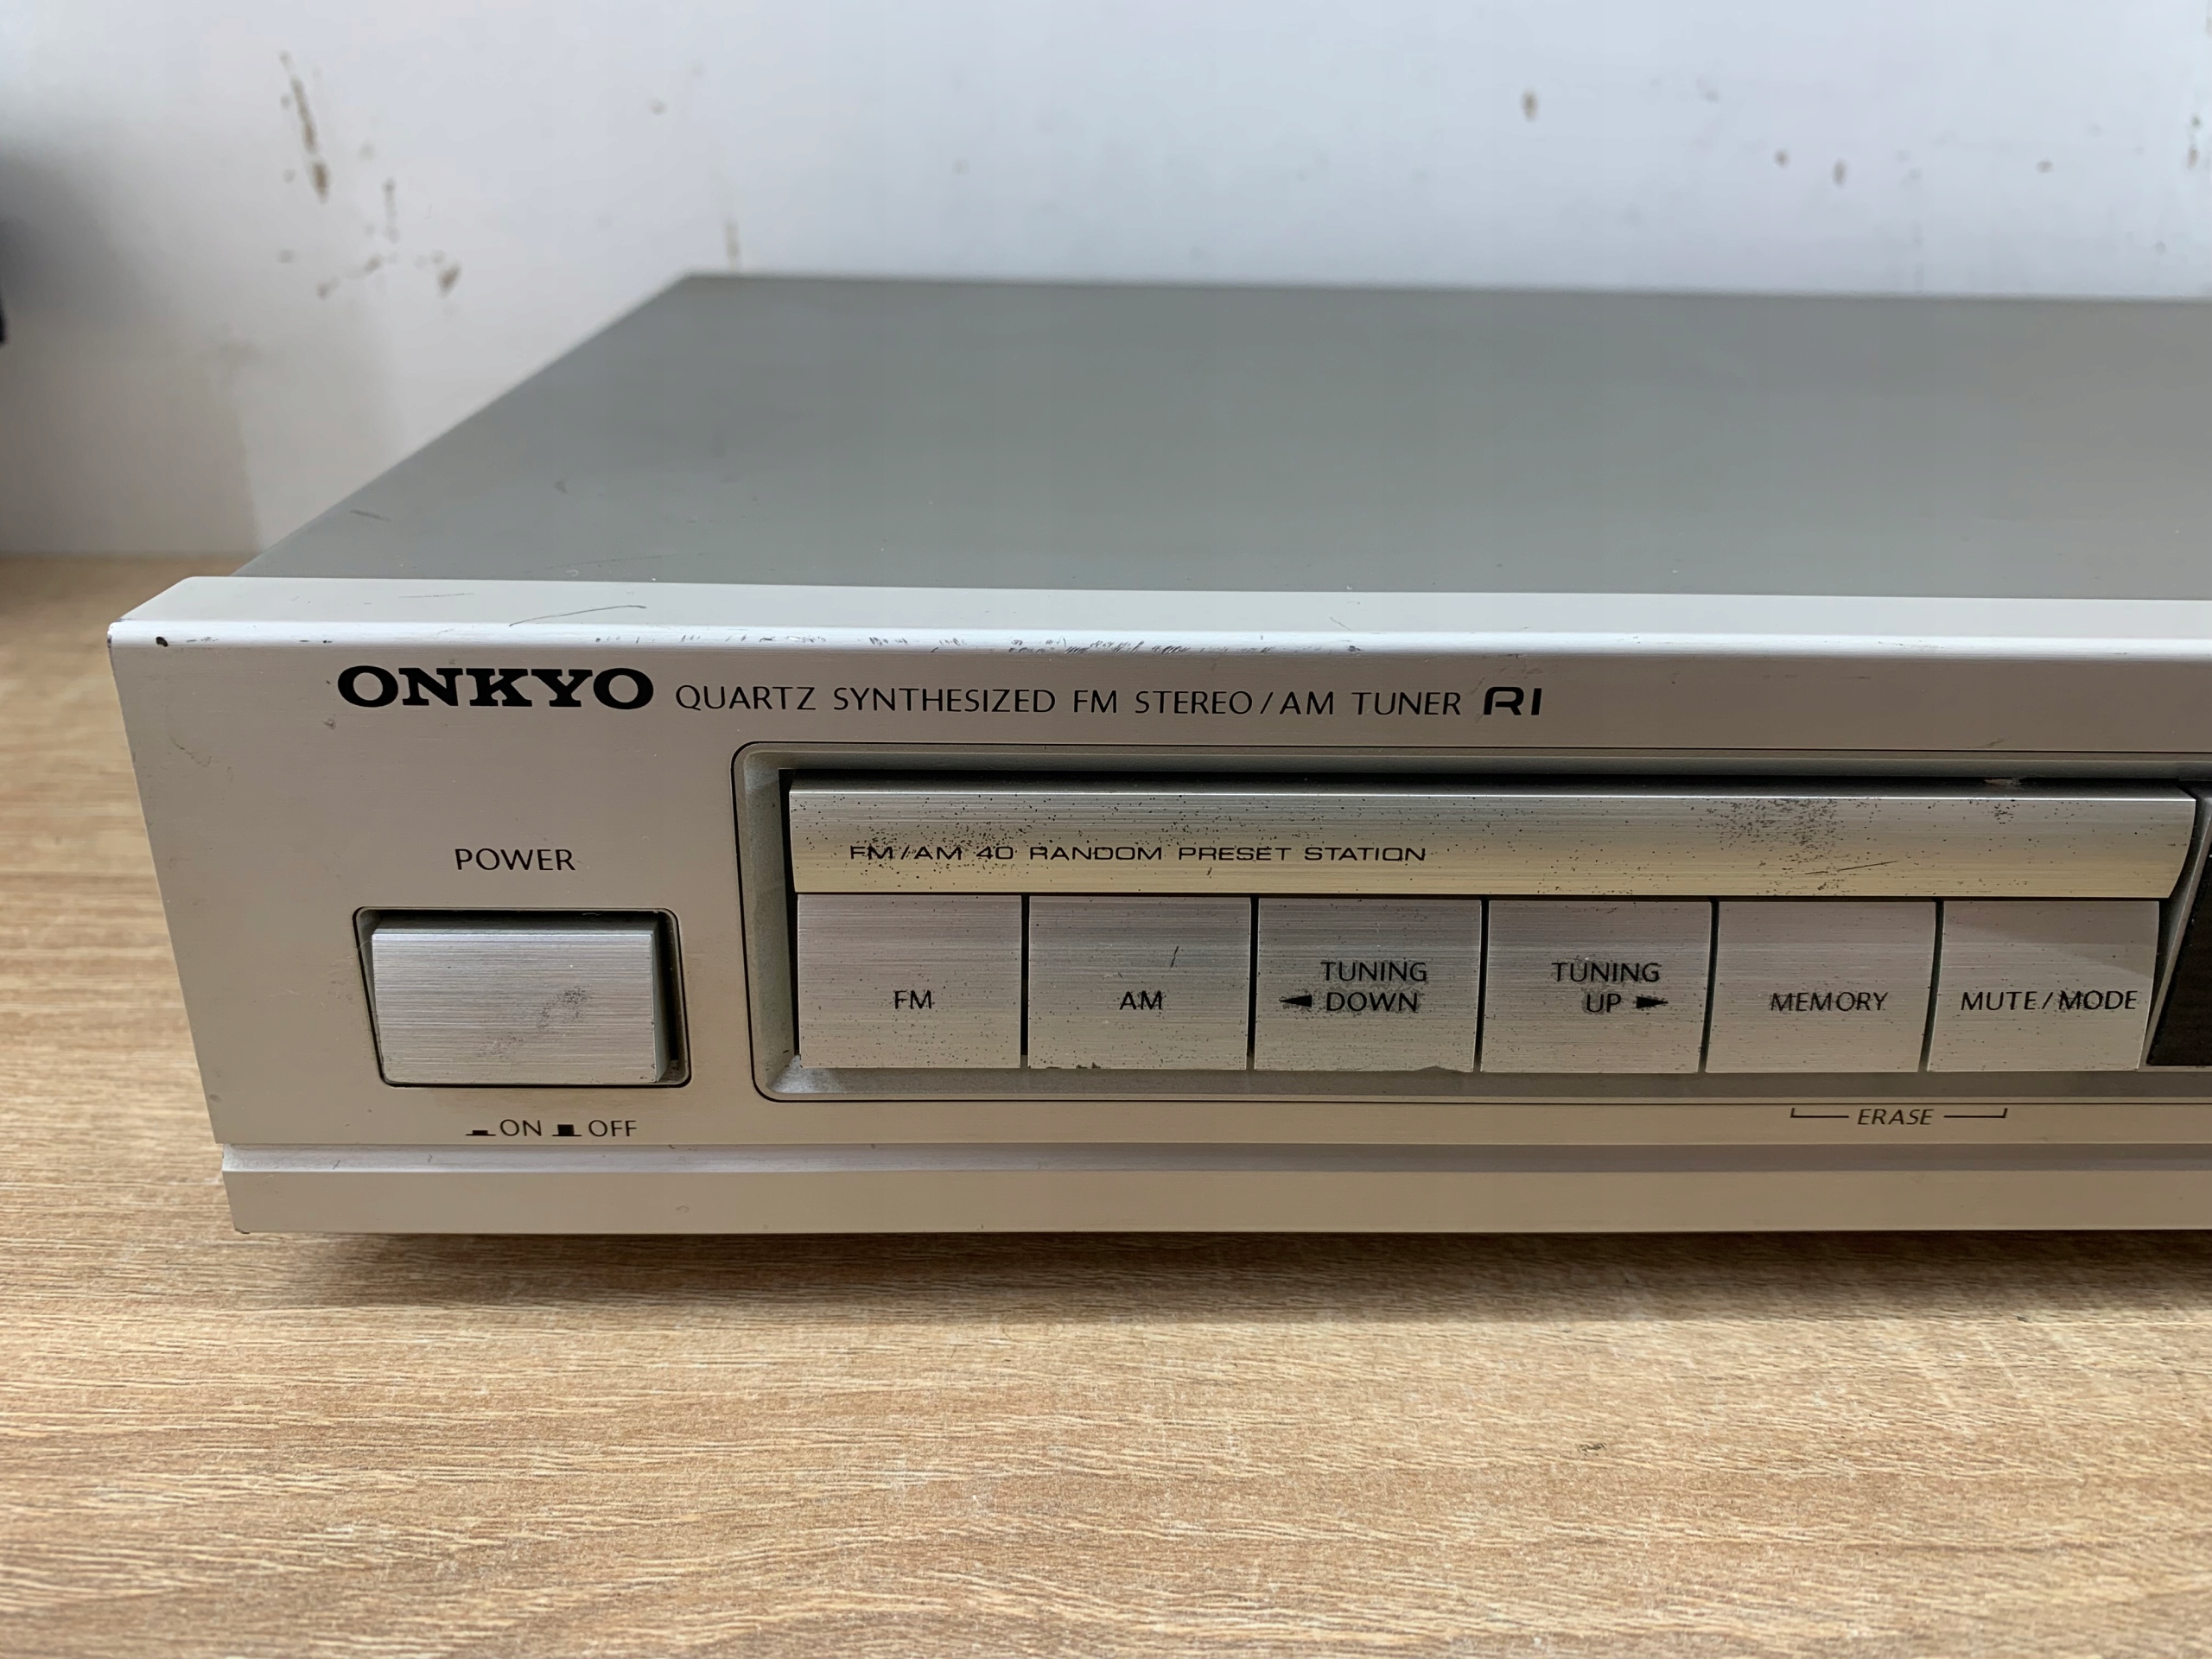 ONKYO QUARTZ SYNTHESIZED FM STEREO/AM TUNER RI
POWER
FM/AM 40 RANDOM PRESET STATION
FM
AM
TUNING
DOWN
TUNING
UP
MEMORY
MUTE/MODE
ON OFF
ERASE